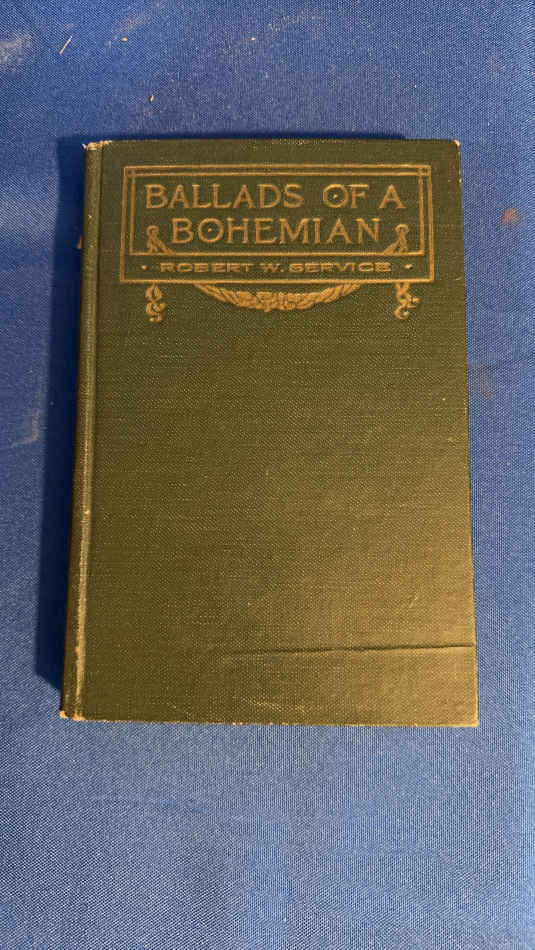 BALLADS OF A
BOHEMIAN
· ROBERT W. SERVICE ·